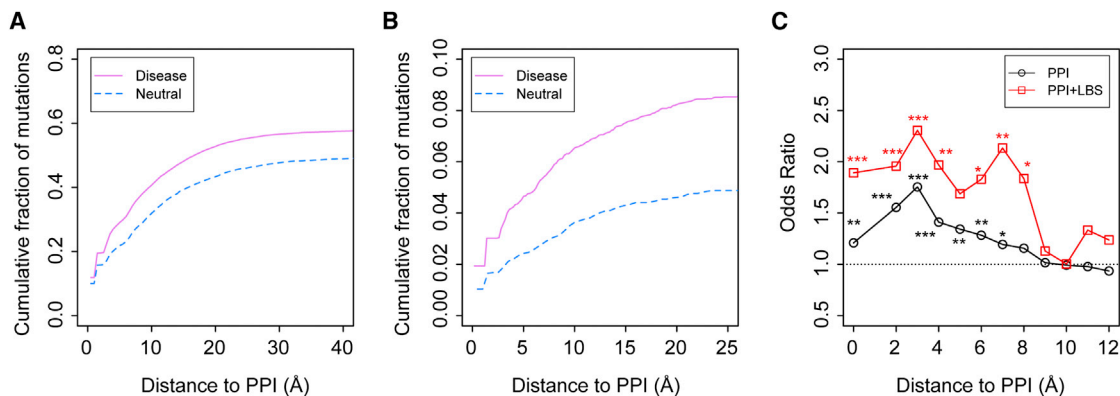 A
Cumulative fraction of mutations
0.0 0.2 0.4 0.6 0.8
Disease
Neutral
0 10 20 30 40
Distance to PPI (Å)
B
Cumulative fraction of mutations
0.00 0.02 0.04 0.06 0.08 0.10
Disease
Neutral
0 5 10 15 20 25
Distance to PPI (Å)
C
Odds Ratio
0.5 1.0 1.5 2.0 2.5 3.0
PPI
PPI+LBS
*** *** *** ** * ** *
** *** *** *** ** ** *
0 2 4 6 8 10 12
Distance to PPI (Å)